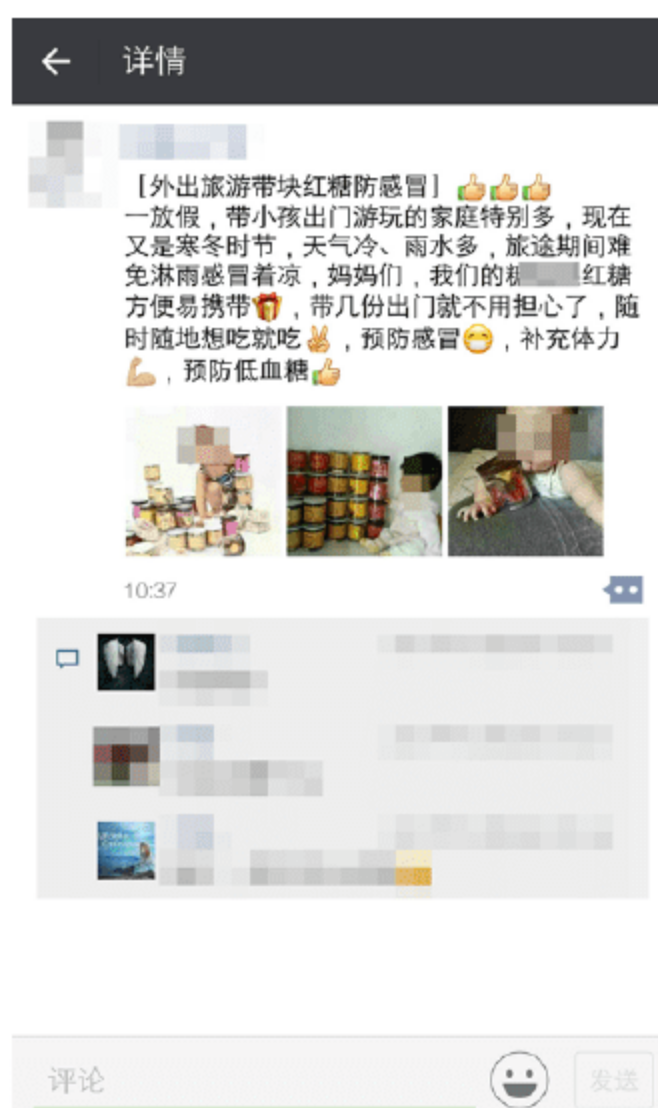 详情
[外出旅游带块红糖防感冒]👍👍👍
一放假，带小孩出门游玩的家庭特别多，现在
又是寒冬时节，天气冷、雨水多，旅途期间难
免淋雨感冒着凉，妈妈们，我们的 红糖
方便易携带🎁，带几份出门就不用担心了，随
时随地想吃就吃✌，预防感冒😷，补充体力
💪，预防低血糖👍
10:37
评论
发送